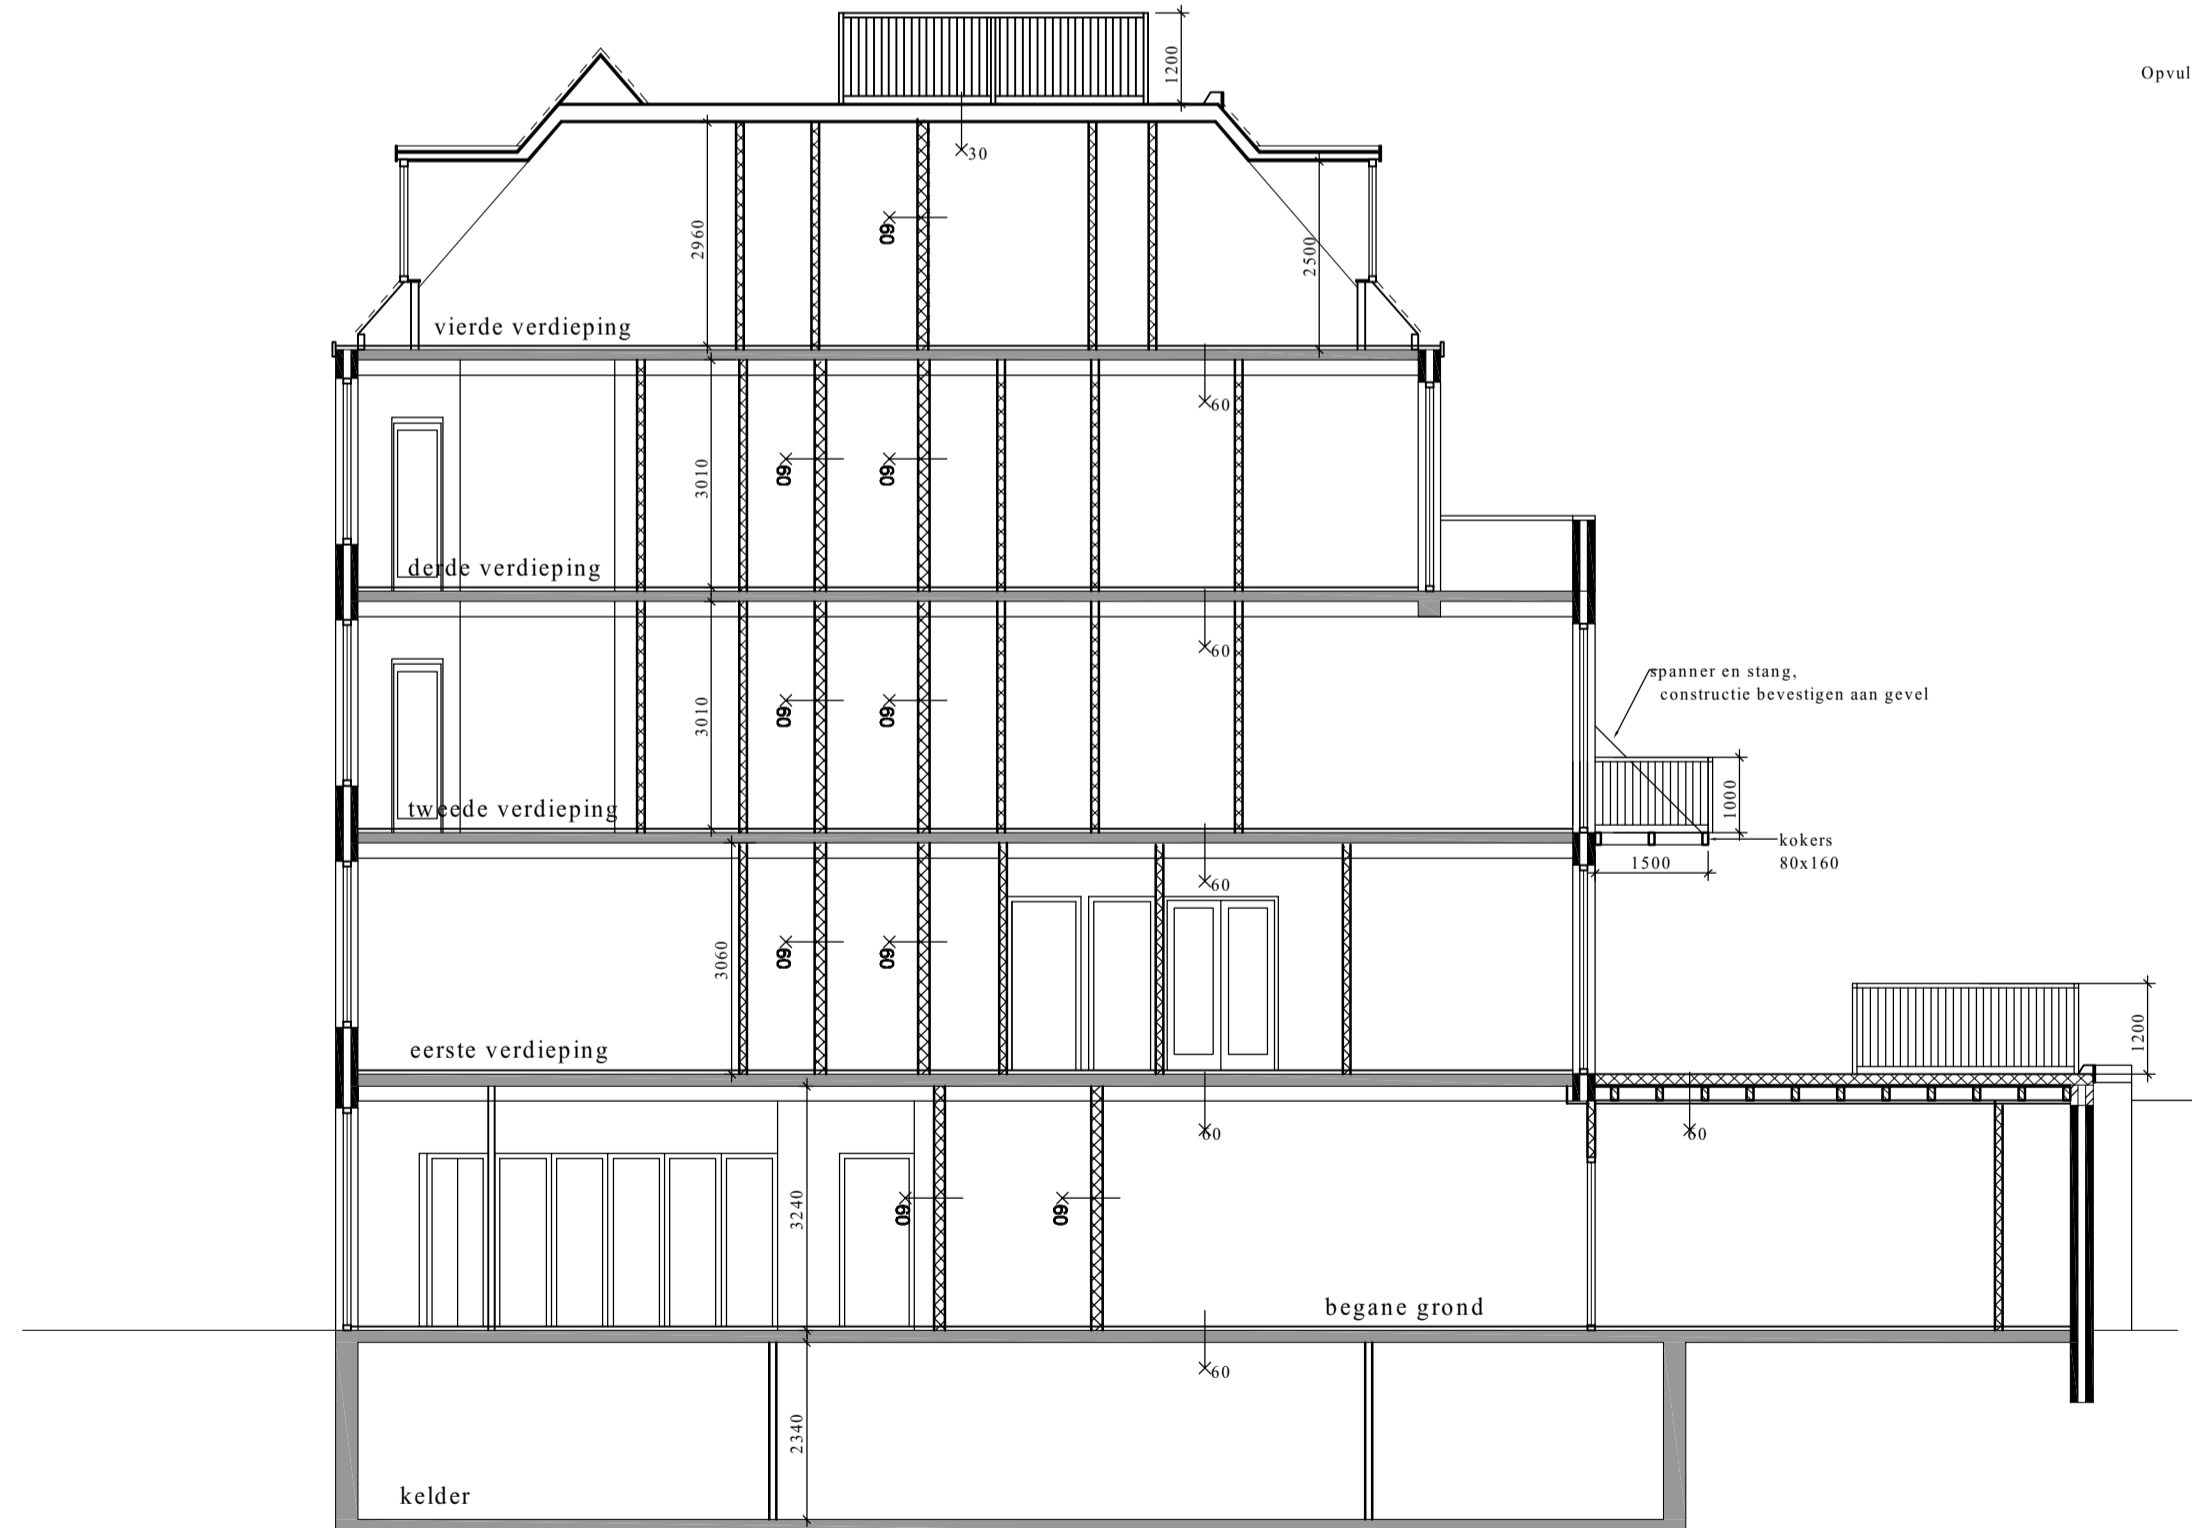 Opvul
1200
30
60
2960
2500
vierde verdieping
60
3010
60
60
derde verdieping
60
spanner en stang,
constructie bevestigen aan gevel
3010
60
60
tweede verdieping
1000
kokers
80x160
1500
60
3060
60
60
eerste verdieping
1200
60
60
3240
60
60
begane grond
60
2340
kelder